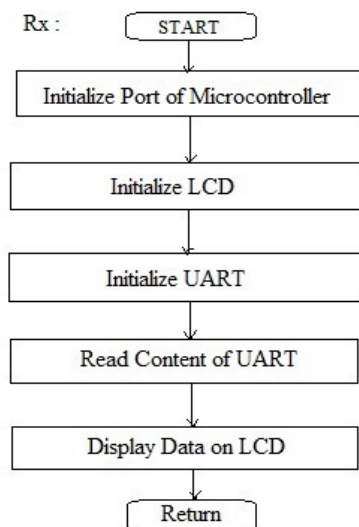 Rx :
START
Initialize Port of Microcontroller
Initialize LCD
Initialize UART
Read Content of UART
Display Data on LCD
Return